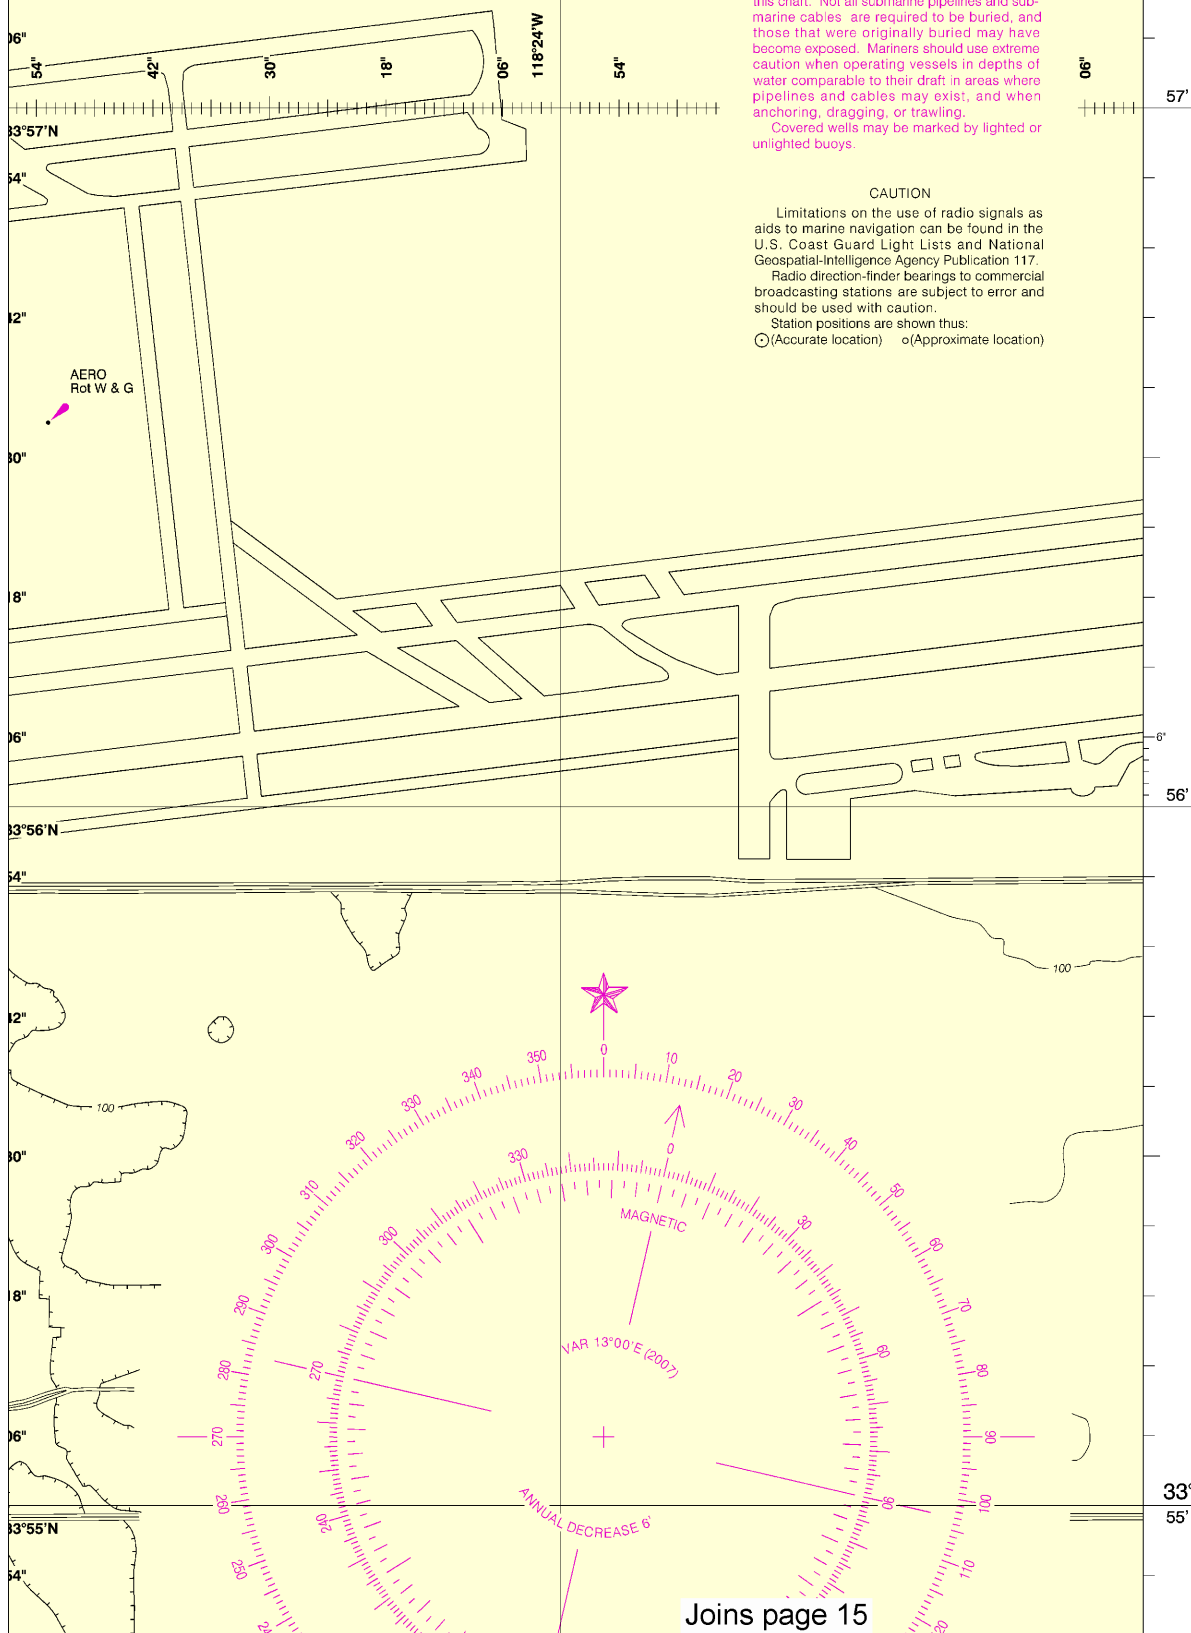 this chart. Not all submarine pipelines and sub-
marine cables are required to be buried, and
those that were originally buried may have
become exposed. Mariners should use extreme
caution when operating vessels in depths of
water comparable to their draft in areas where
pipelines and cables may exist, and when
anchoring, dragging, or trawling.
Covered wells may be marked by lighted or
unlighted buoys.
06"
54"
42"
30"
18"
06"
118°24'W
54"
06"
57'
33°57'N
54"
CAUTION
Limitations on the use of radio signals as
aids to marine navigation can be found in the
U.S. Coast Guard Light Lists and National
Geospatial-Intelligence Agency Publication 117.
Radio direction-finder bearings to commercial
broadcasting stations are subject to error and
should be used with caution.
Station positions are shown thus:
(Accurate location) o(Approximate location)
42"
AERO
Rot W & G
30"
18"
06"
6"
56'
33°56'N
54"
100
42"
0
350
10
340
20
330
30
100
320
40
30"
0
330
310
50
MAGNETIC
300
30
300
60
18"
290
70
VAR 13°00'E (2007)
60
280
270
80
06"
270
90
260
90
100
33°
ANNUAL DECREASE 6'
240
55'
33°55'N
250
110
54"
Joins page 15